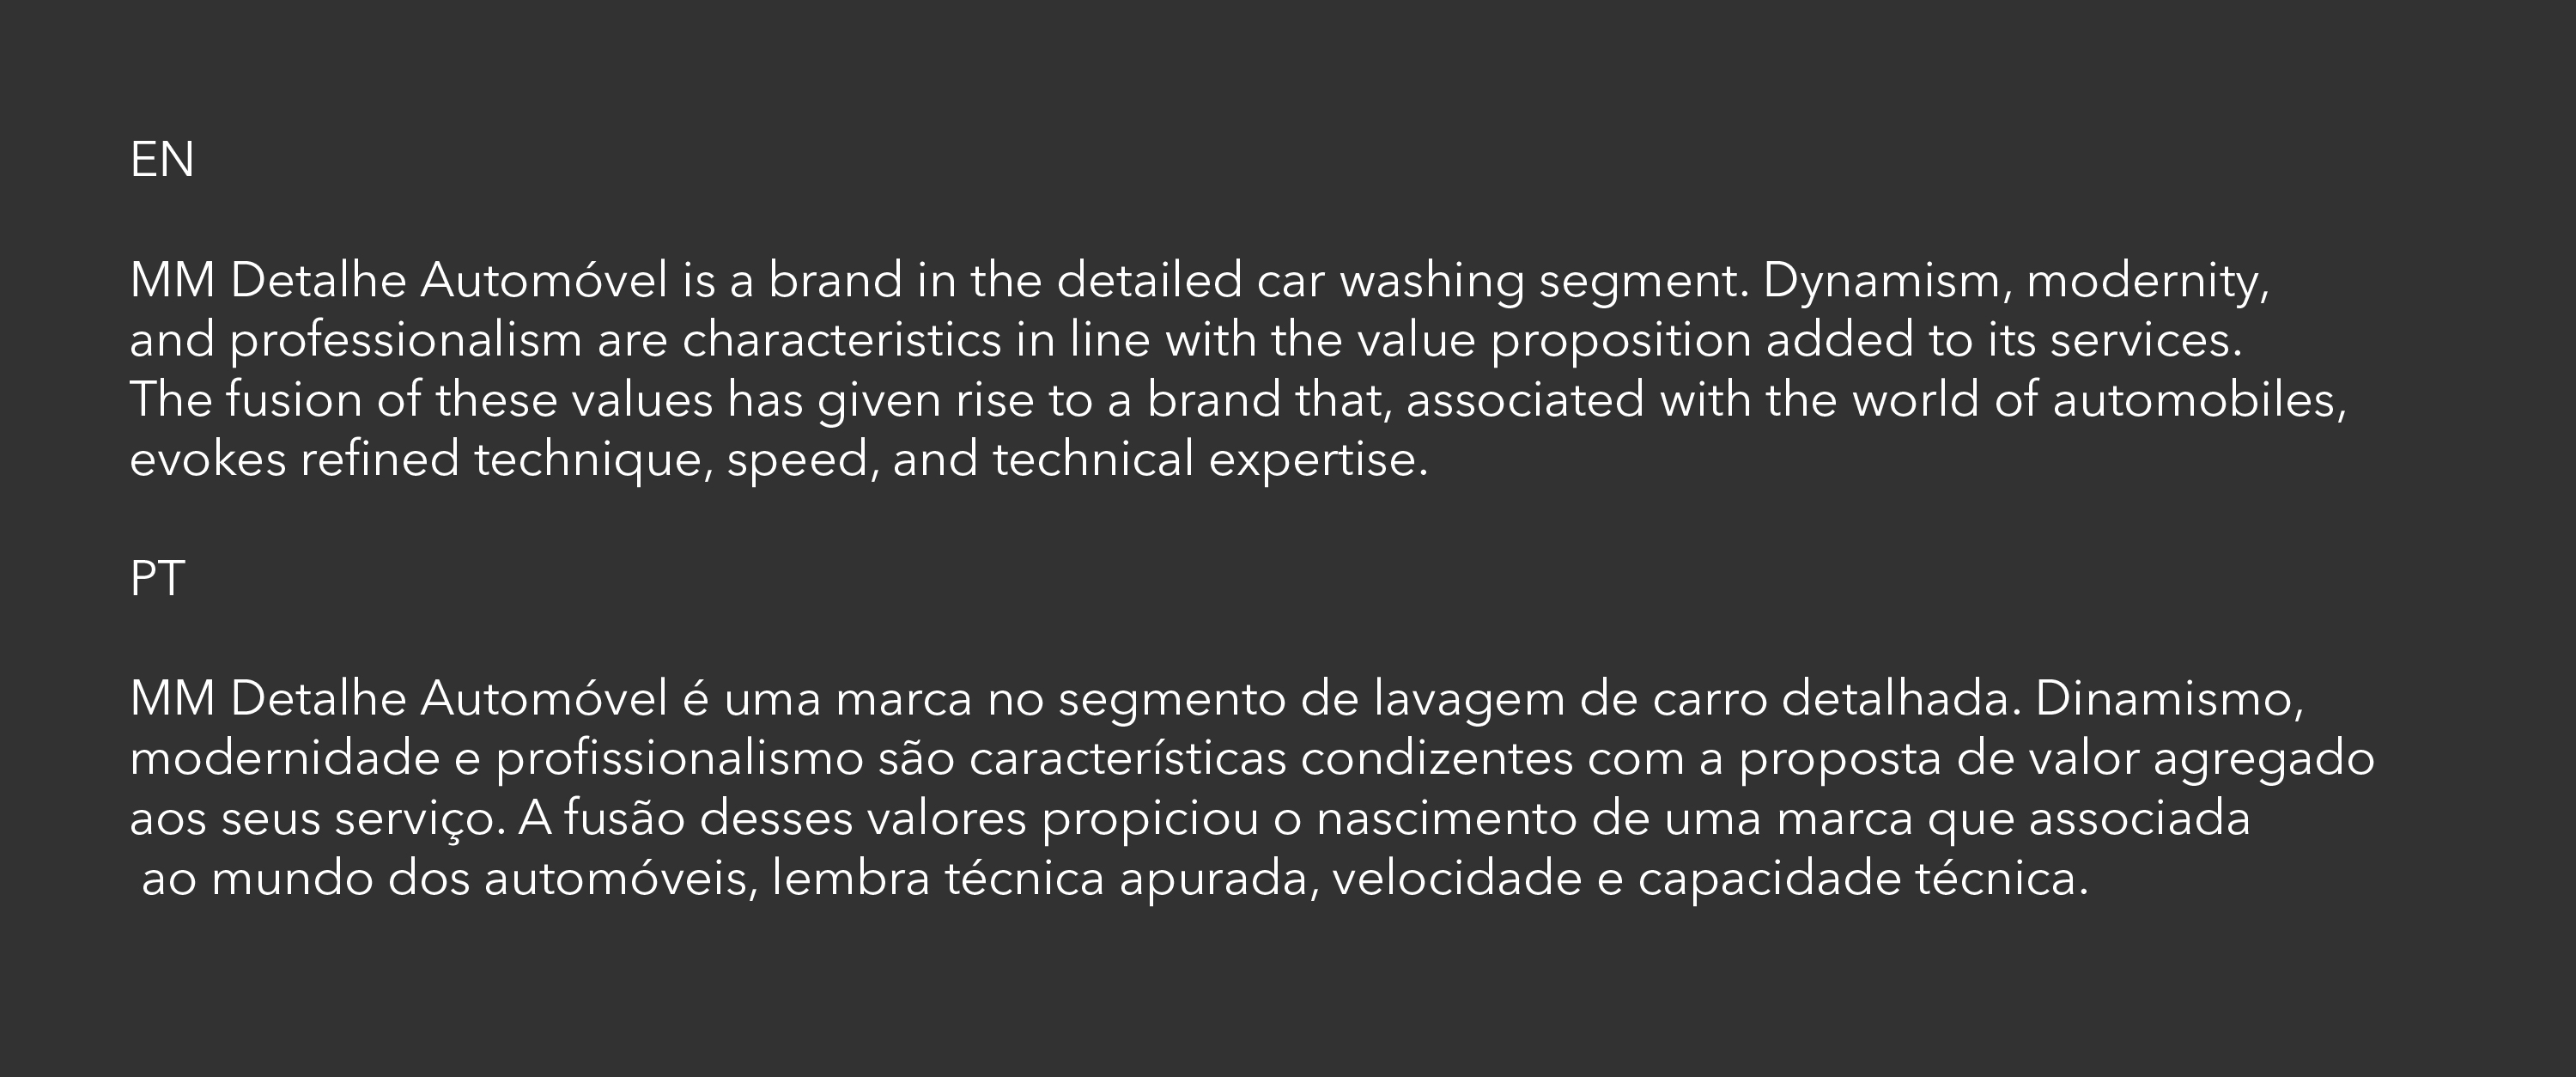 EN
MM Detalhe Automóvel is a brand in the detailed car washing segment. Dynamism, modernity,
and professionalism are characteristics in line with the value proposition added to its services.
The fusion of these values has given rise to a brand that, associated with the world of automobiles,
evokes refined technique, speed, and technical expertise.
PT
MM Detalhe Automóvel é uma marca no segmento de lavagem de carro detalhada. Dinamismo,
modernidade e profissionalismo são características condizentes com a proposta de valor agregado
aos seus serviço. A fusão desses valores propiciou o nascimento de uma marca que associada
ao mundo dos automóveis, lembra técnica apurada, velocidade e capacidade técnica.